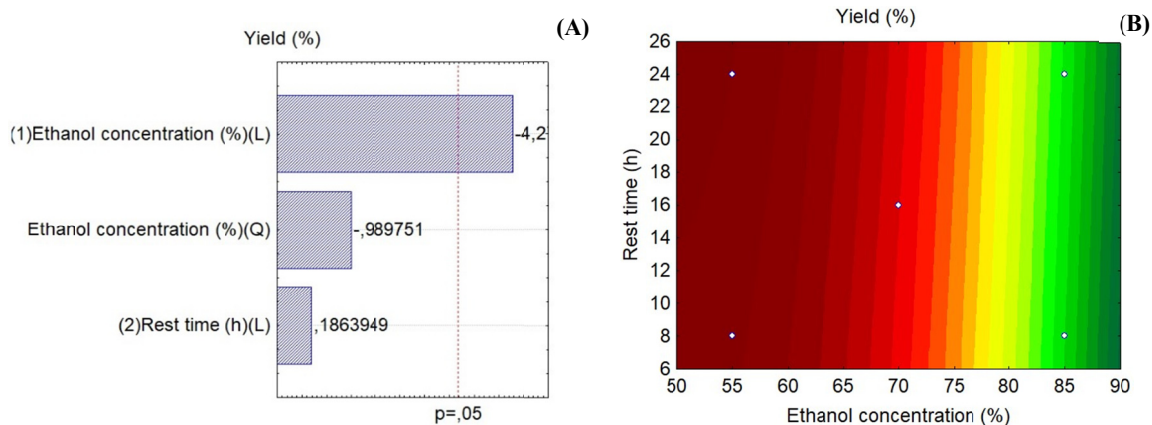 Yield (%)
(A)
(1)Ethanol concentration (%)(L)
-4,2
Ethanol concentration (%)(Q)
-,989751
(2)Rest time (h)(L)
,1863949
p=,05
Yield (%)
(B)
Rest time (h)
26
24
22
20
18
16
14
12
10
8
6
50 55 60 65 70 75 80 85 90
Ethanol concentration (%)